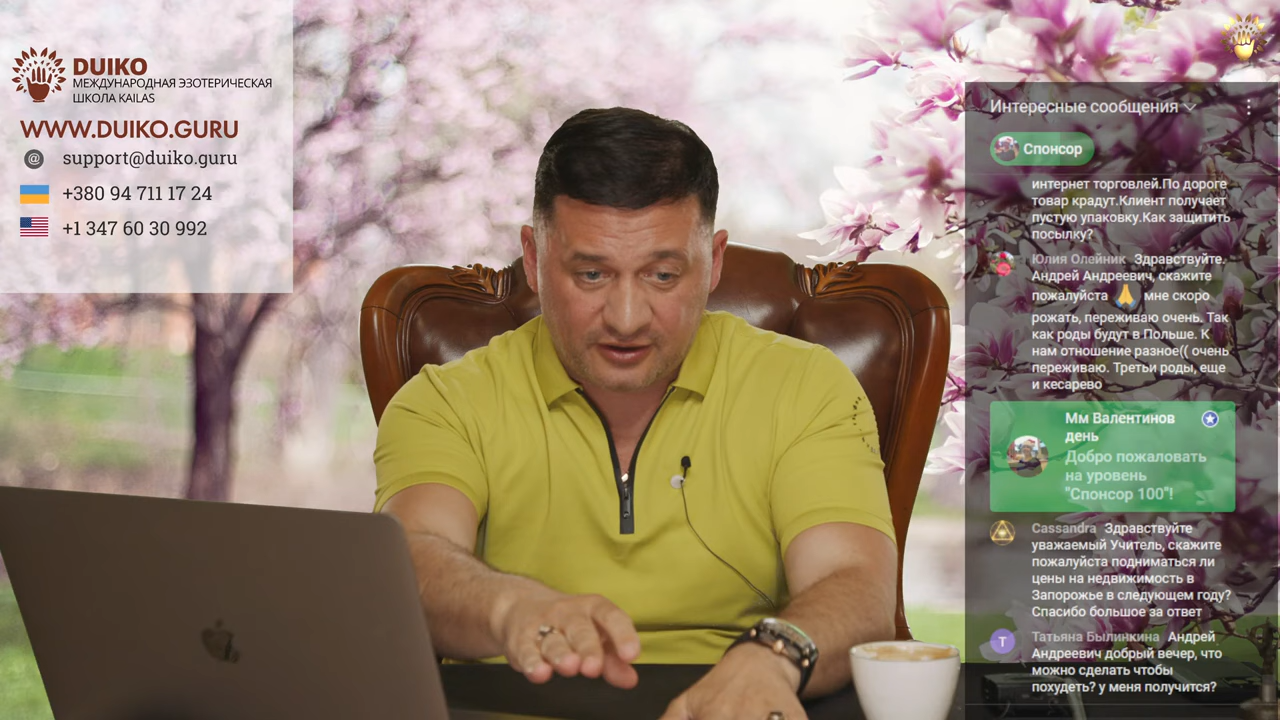 DUIKO
МЕЖДУНАРОДНАЯ ЭЗОТЕРИЧЕСКАЯ
ШКОЛА KAILAS
WWW.DUIKO.GURU
@ support@duiko.guru
+380 94 711 17 24
+1 347 60 30 992
Интересные сообщения
Спонсор
интернет торговлей.По дороге
товар крадут.Клиент получает
пустую упаковку.Как защитить
посылку?
Юлия Олейник Здравствуйте.
Андрей Андреевич, скажите
пожалуйста 🙏 мне скоро
рожать, переживаю очень. Так
как роды будут в Польше. К
нам отношение разное(( очень
переживаю. Третьи роды, еще
и кесарево
Мм Валентинов
день
Добро пожаловать
на уровень
"Спонсор 100"!
Cassandra Здравствуйте
уважаемый Учитель, скажите
пожалуйста подниматься ли
цены на недвижимость в
Запорожье в следующем году?
Спасибо большое за ответ
Т Татьяна Былинкина Андрей
Андреевич добрый вечер, что
можно сделать чтобы
похудеть? у меня получится?